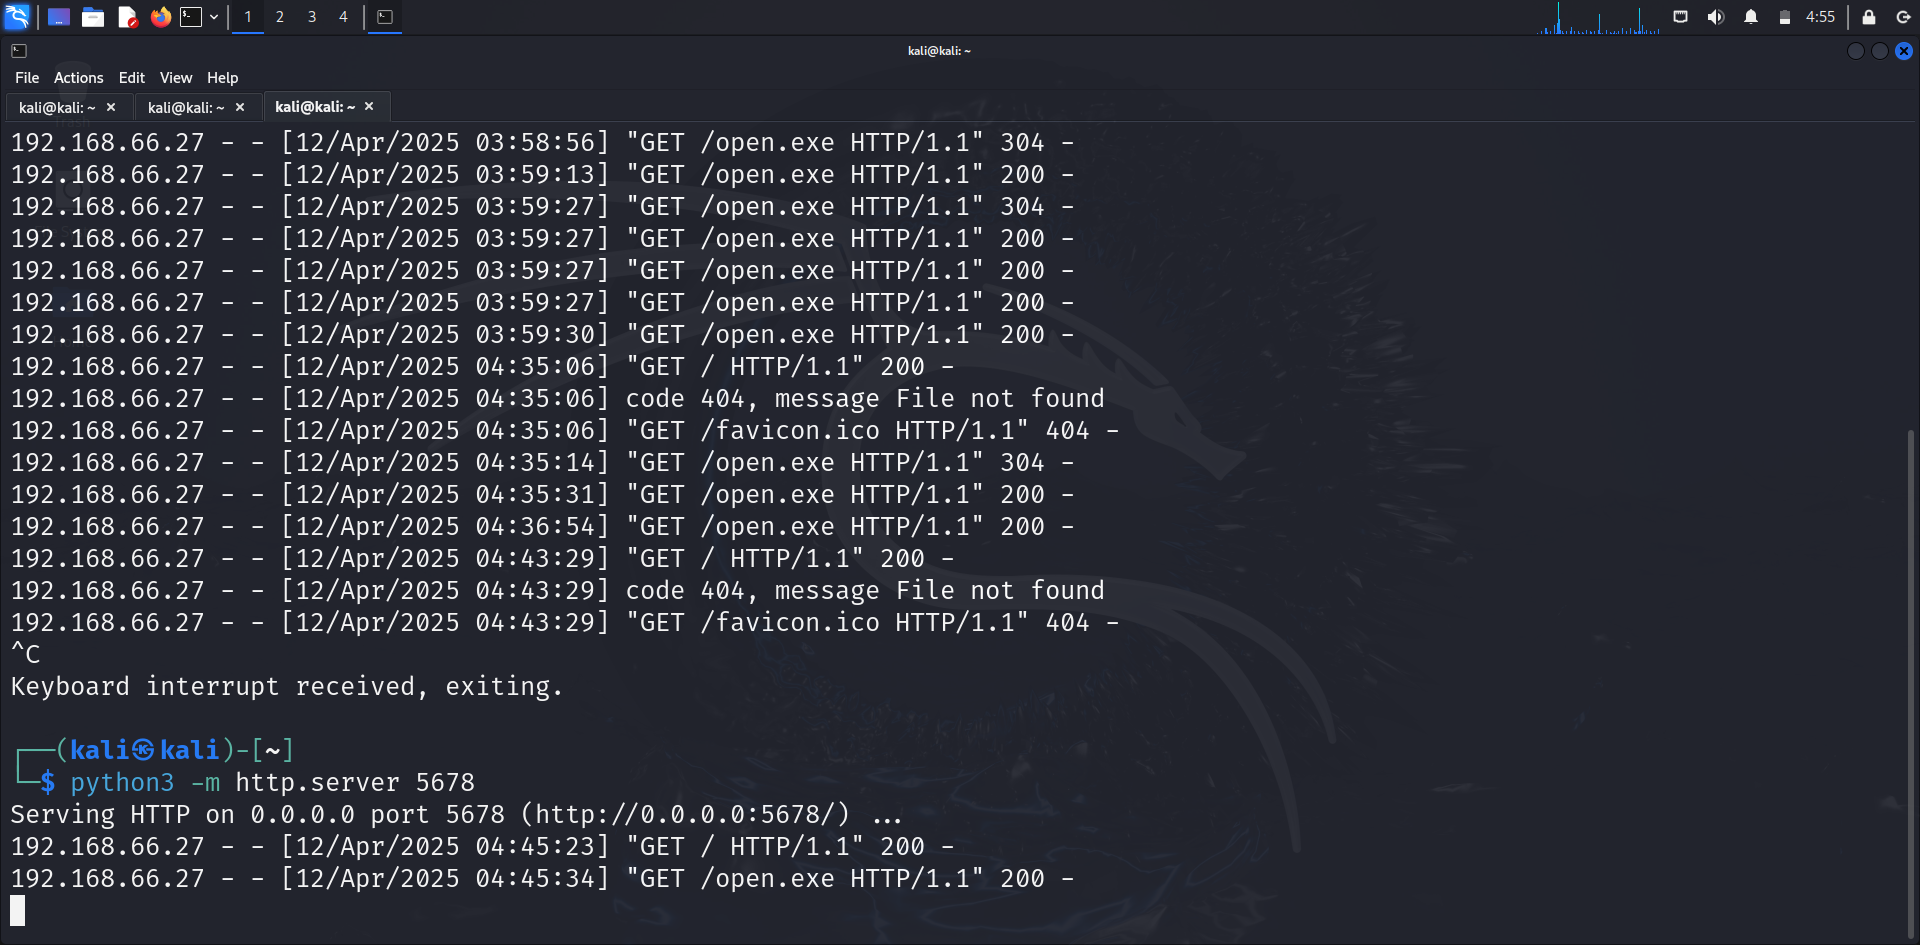 1 2 3 4 4:55
kali@kali: ~
File Actions Edit View Help
kali@kali: ~ × kali@kali: ~ × kali@kali: ~ ×
Trash
192.168.66.27 - - [12/Apr/2025 03:58:56] "GET /open.exe HTTP/1.1" 304 -
192.168.66.27 - - [12/Apr/2025 03:59:13] "GET /open.exe HTTP/1.1" 200 -
192.168.66.27 - - [12/Apr/2025 03:59:27] "GET /open.exe HTTP/1.1" 304 -
192.168.66.27 - - [12/Apr/2025 03:59:27] "GET /open.exe HTTP/1.1" 200 -
192.168.66.27 - - [12/Apr/2025 03:59:27] "GET /open.exe HTTP/1.1" 200 -
192.168.66.27 - - [12/Apr/2025 03:59:27] "GET /open.exe HTTP/1.1" 200 -
192.168.66.27 - - [12/Apr/2025 03:59:30] "GET /open.exe HTTP/1.1" 200 -
192.168.66.27 - - [12/Apr/2025 04:35:06] "GET / HTTP/1.1" 200 -
192.168.66.27 - - [12/Apr/2025 04:35:06] code 404, message File not found
192.168.66.27 - - [12/Apr/2025 04:35:06] "GET /favicon.ico HTTP/1.1" 404 -
192.168.66.27 - - [12/Apr/2025 04:35:14] "GET /open.exe HTTP/1.1" 304 -
192.168.66.27 - - [12/Apr/2025 04:35:31] "GET /open.exe HTTP/1.1" 200 -
192.168.66.27 - - [12/Apr/2025 04:36:54] "GET /open.exe HTTP/1.1" 200 -
192.168.66.27 - - [12/Apr/2025 04:43:29] "GET / HTTP/1.1" 200 -
192.168.66.27 - - [12/Apr/2025 04:43:29] code 404, message File not found
192.168.66.27 - - [12/Apr/2025 04:43:29] "GET /favicon.ico HTTP/1.1" 404 -
^C
Keyboard interrupt received, exiting.
┌──(kali㉿kali)-[~]
└─$ python3 -m http.server 5678
Serving HTTP on 0.0.0.0 port 5678 (http://0.0.0.0:5678/) ...
192.168.66.27 - - [12/Apr/2025 04:45:23] "GET / HTTP/1.1" 200 -
192.168.66.27 - - [12/Apr/2025 04:45:34] "GET /open.exe HTTP/1.1" 200 -